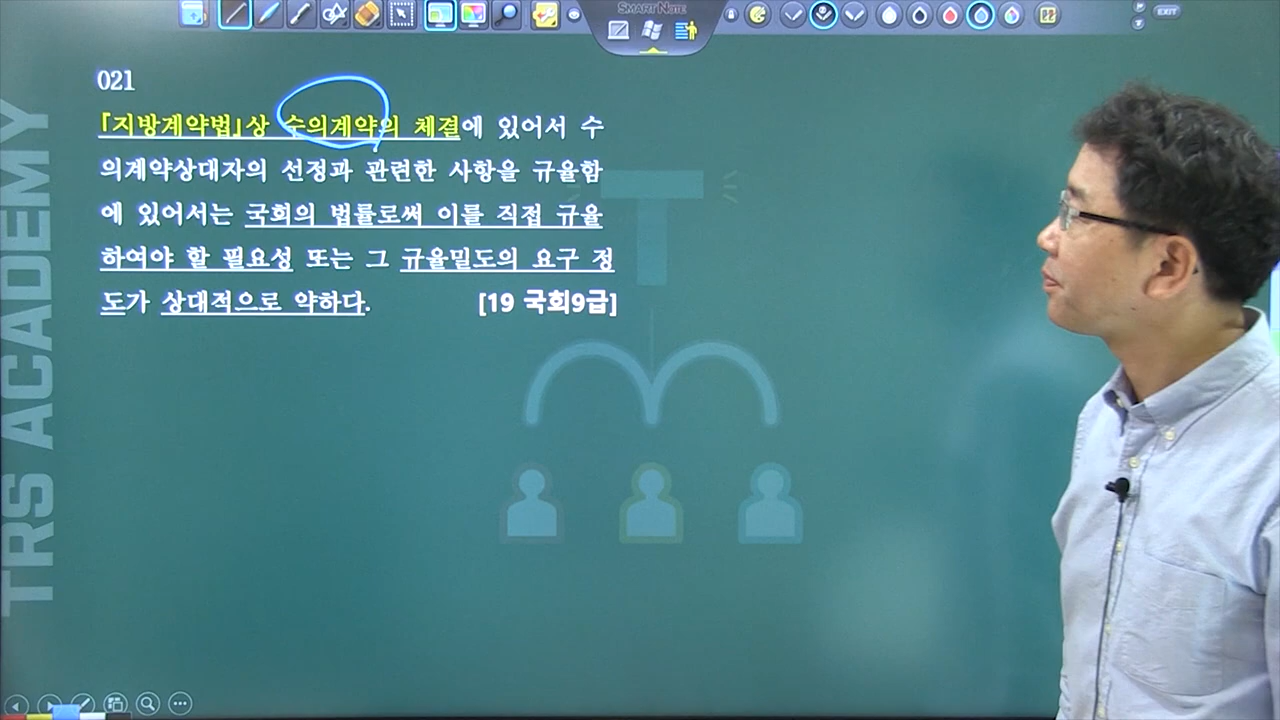 SMARTNOTE
EXIT
021
『지방계약법』상 수의계약의 체결에 있어서 수
의계약상대자의 선정과 관련한 사항을 규율함
에 있어서는 국회의 법률로써 이를 직접 규율
하여야 할 필요성 또는 그 규율밀도의 요구 정
도가 상대적으로 약하다.
[19 국회9급]
TRS ACADEMY